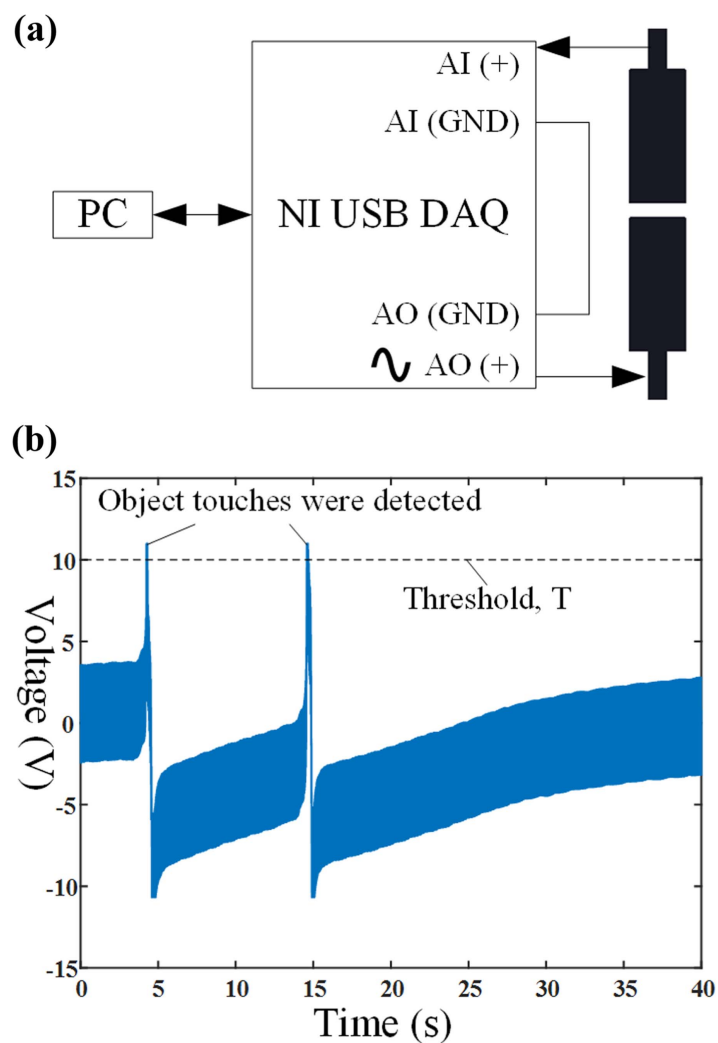 (a)
AI (+)
AI (GND)
PC
NI USB DAQ
AO (GND)
AO (+)
(b)
15
Object touches were detected
10
Threshold, T
5
0
-5
-10
-15
Voltage (V)
0 5 10 15 20 25 30 35 40
Time (s)